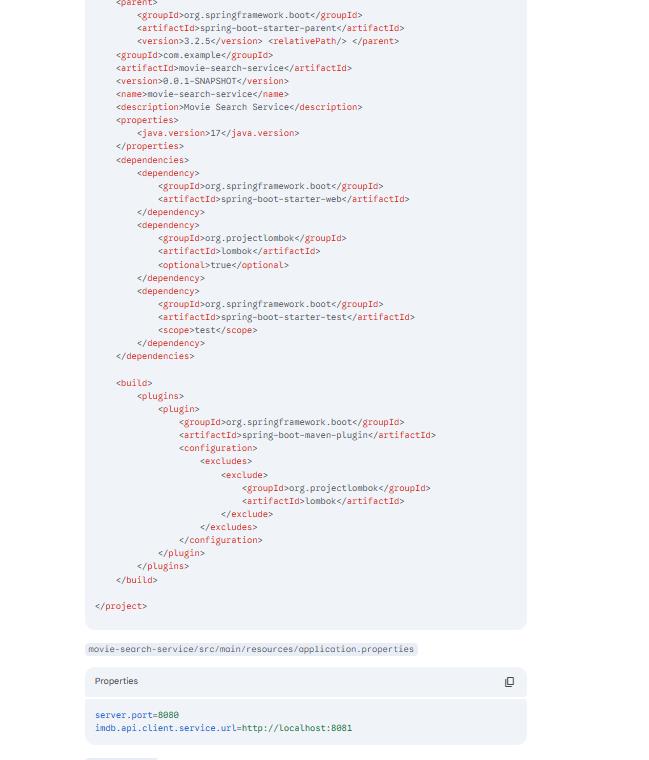 <parent>
<groupId>org.springframework.boot</groupId>
<artifactId>spring-boot-starter-parent</artifactId>
<version>3.2.5</version> <relativePath/> </parent>
<groupId>com.example</groupId>
<artifactId>movie-search-service</artifactId>
<version>0.0.1-SNAPSHOT</version>
<name>movie-search-service</name>
<description>Movie Search Service</description>
<properties>
<java.version>17</java.version>
</properties>
<dependencies>
<dependency>
<groupId>org.springframework.boot</groupId>
<artifactId>spring-boot-starter-web</artifactId>
</dependency>
<dependency>
<groupId>org.projectlombok</groupId>
<artifactId>lombok</artifactId>
<optional>true</optional>
</dependency>
<dependency>
<groupId>org.springframework.boot</groupId>
<artifactId>spring-boot-starter-test</artifactId>
<scope>test</scope>
</dependency>
</dependencies>
<build>
<plugins>
<plugin>
<groupId>org.springframework.boot</groupId>
<artifactId>spring-boot-maven-plugin</artifactId>
<configuration>
<excludes>
<exclude>
<groupId>org.projectlombok</groupId>
<artifactId>lombok</artifactId>
</exclude>
</excludes>
</configuration>
</plugin>
</plugins>
</build>
</project>
movie-search-service/src/main/resources/application.properties
Properties
server.port=8080
imdb.api.client.service.url=http://localhost:8081